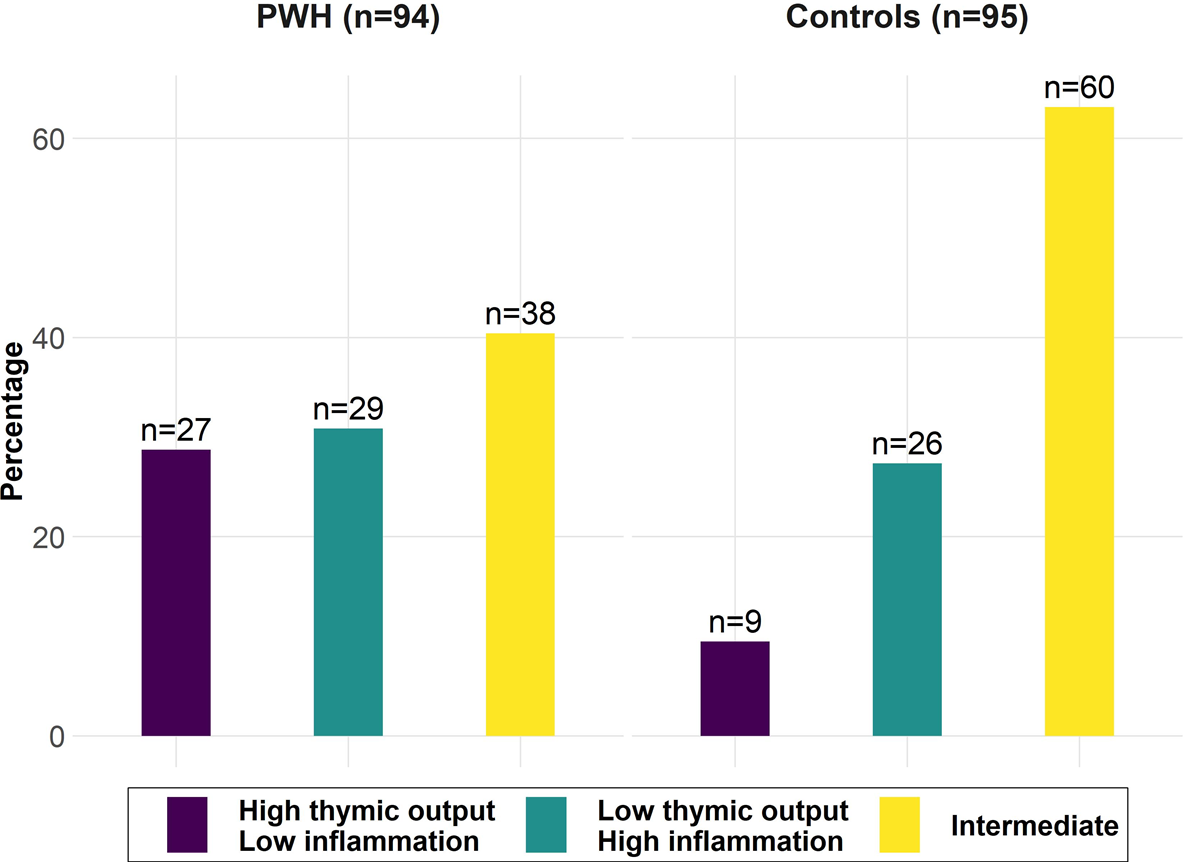 PWH (n=94)
Controls (n=95)
Percentage
60
40
20
0
n=27
n=29
n=38
n=9
n=26
n=60
High thymic output
Low inflammation
Low thymic output
High inflammation
Intermediate